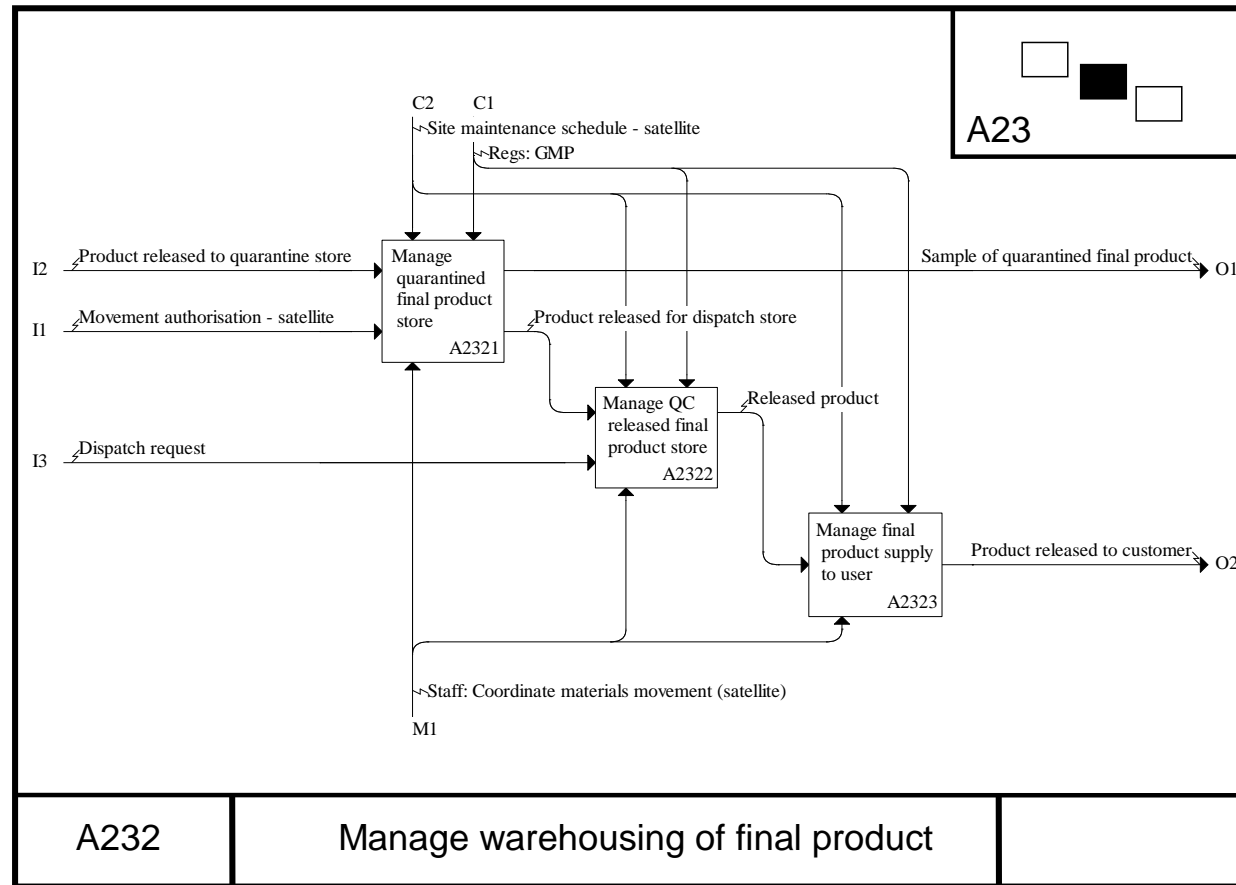 A23
C2 C1
Site maintenance schedule - satellite
Regs: GMP
I2
Product released to quarantine store
Manage
quarantined
final product
store
A2321
Sample of quarantined final product
O1
I1
Movement authorisation - satellite
Product released for dispatch store
Manage QC
released final
product store
A2322
Released product
I3
Dispatch request
Manage final
product supply
to user
A2323
Product released to customer
O2
Staff: Coordinate materials movement (satellite)
M1
A232
Manage warehousing of final product